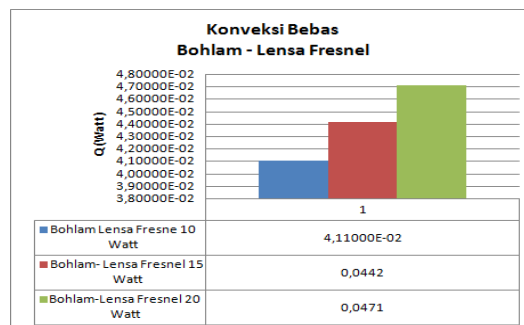 Konveksi Bebas
Bohlam - Lensa Fresnel
Q(Watt)
4,80000E-02
4,70000E-02
4,60000E-02
4,50000E-02
4,40000E-02
4,30000E-02
4,20000E-02
4,10000E-02
4,00000E-02
3,90000E-02
3,80000E-02
1
Bohlam Lensa Fresne 10
Watt
4,11000E-02
Bohlam- Lensa Fresnel 15
Watt
0,0442
Bohlam-Lensa Fresnel 20
Watt
0,0471